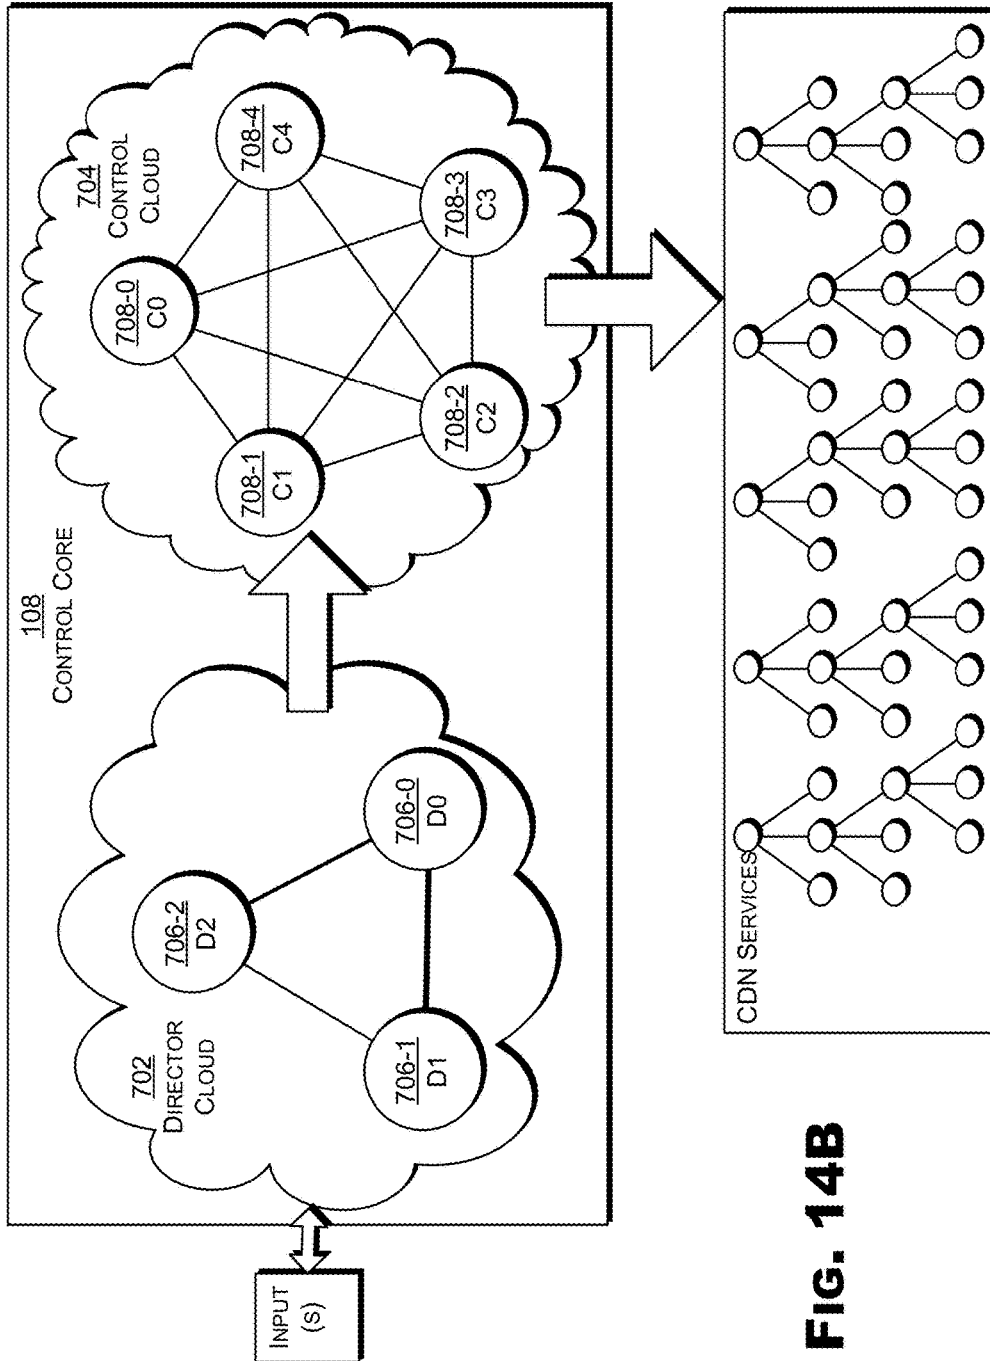 108
CONTROL CORE
702
DIRECTOR
CLOUD
706-2
D2
706-1
D1
706-0
D0
704
CONTROL
CLOUD
708-0
C0
708-1
C1
708-4
C4
708-2
C2
708-3
C3
INPUT
(S)
CDN SERVICES
FIG. 14B